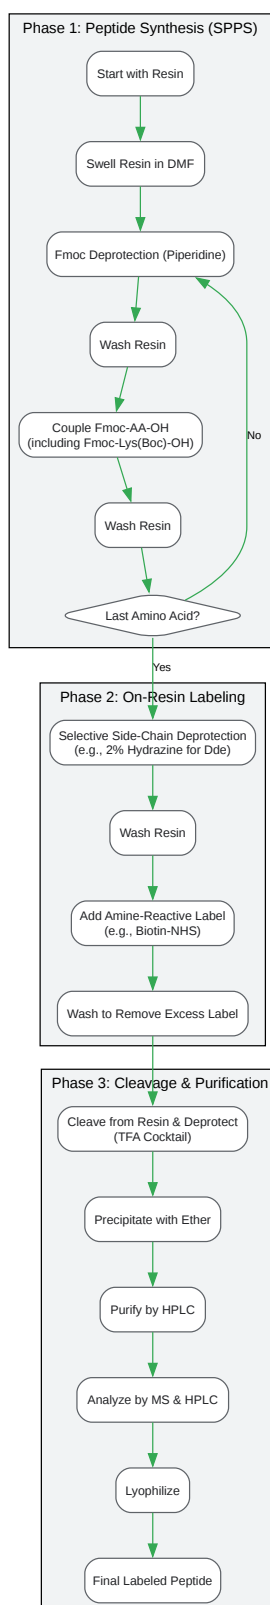 Phase 1: Peptide Synthesis (SPPS)
Start with Resin
Swell Resin in DMF
Fmoc Deprotection (Piperidine)
Wash Resin
Couple Fmoc-AA-OH
(including Fmoc-Lys(Boc)-OH)
No
Wash Resin
Last Amino Acid?
Yes
Phase 2: On-Resin Labeling
Selective Side-Chain Deprotection
(e.g., 2% Hydrazine for Dde)
Wash Resin
Add Amine-Reactive Label
(e.g., Biotin-NHS)
Wash to Remove Excess Label
Phase 3: Cleavage & Purification
Cleave from Resin & Deprotect
(TFA Cocktail)
Precipitate with Ether
Purify by HPLC
Analyze by MS & HPLC
Lyophilize
Final Labeled Peptide